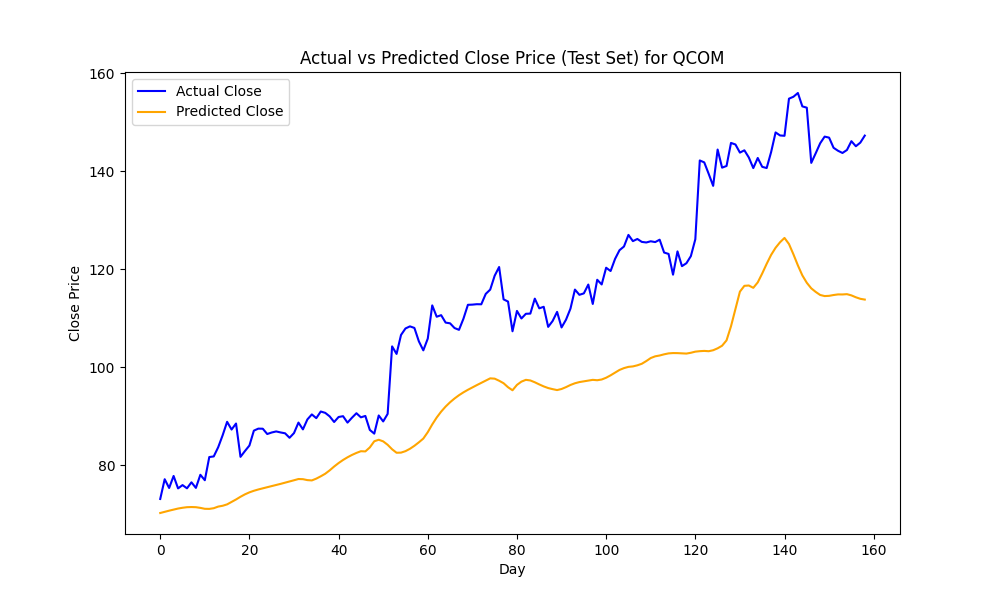 Actual vs Predicted Close Price (Test Set) for QCOM
Actual Close
Predicted Close
Close Price
160
140
120
100
80
0 20 40 60 80 100 120 140 160
Day